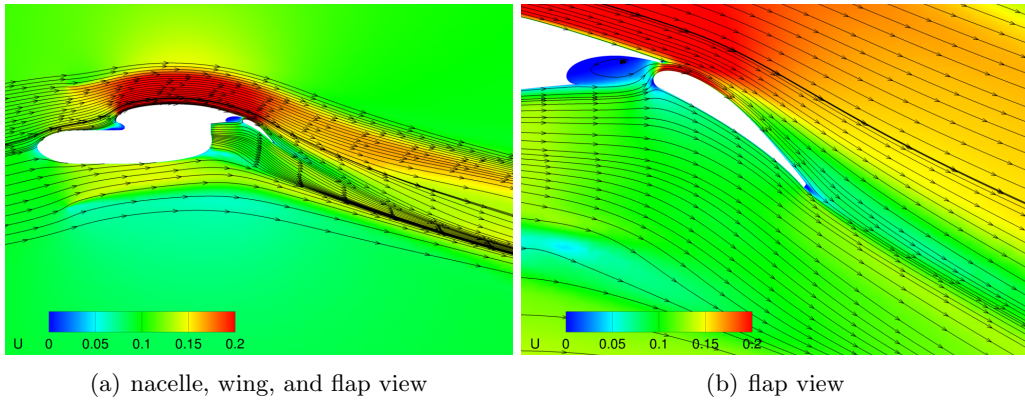 U 0 0.05 0.1 0.15 0.2
U 0 0.05 0.1 0.15 0.2
(a) nacelle, wing, and flap view
(b) flap view